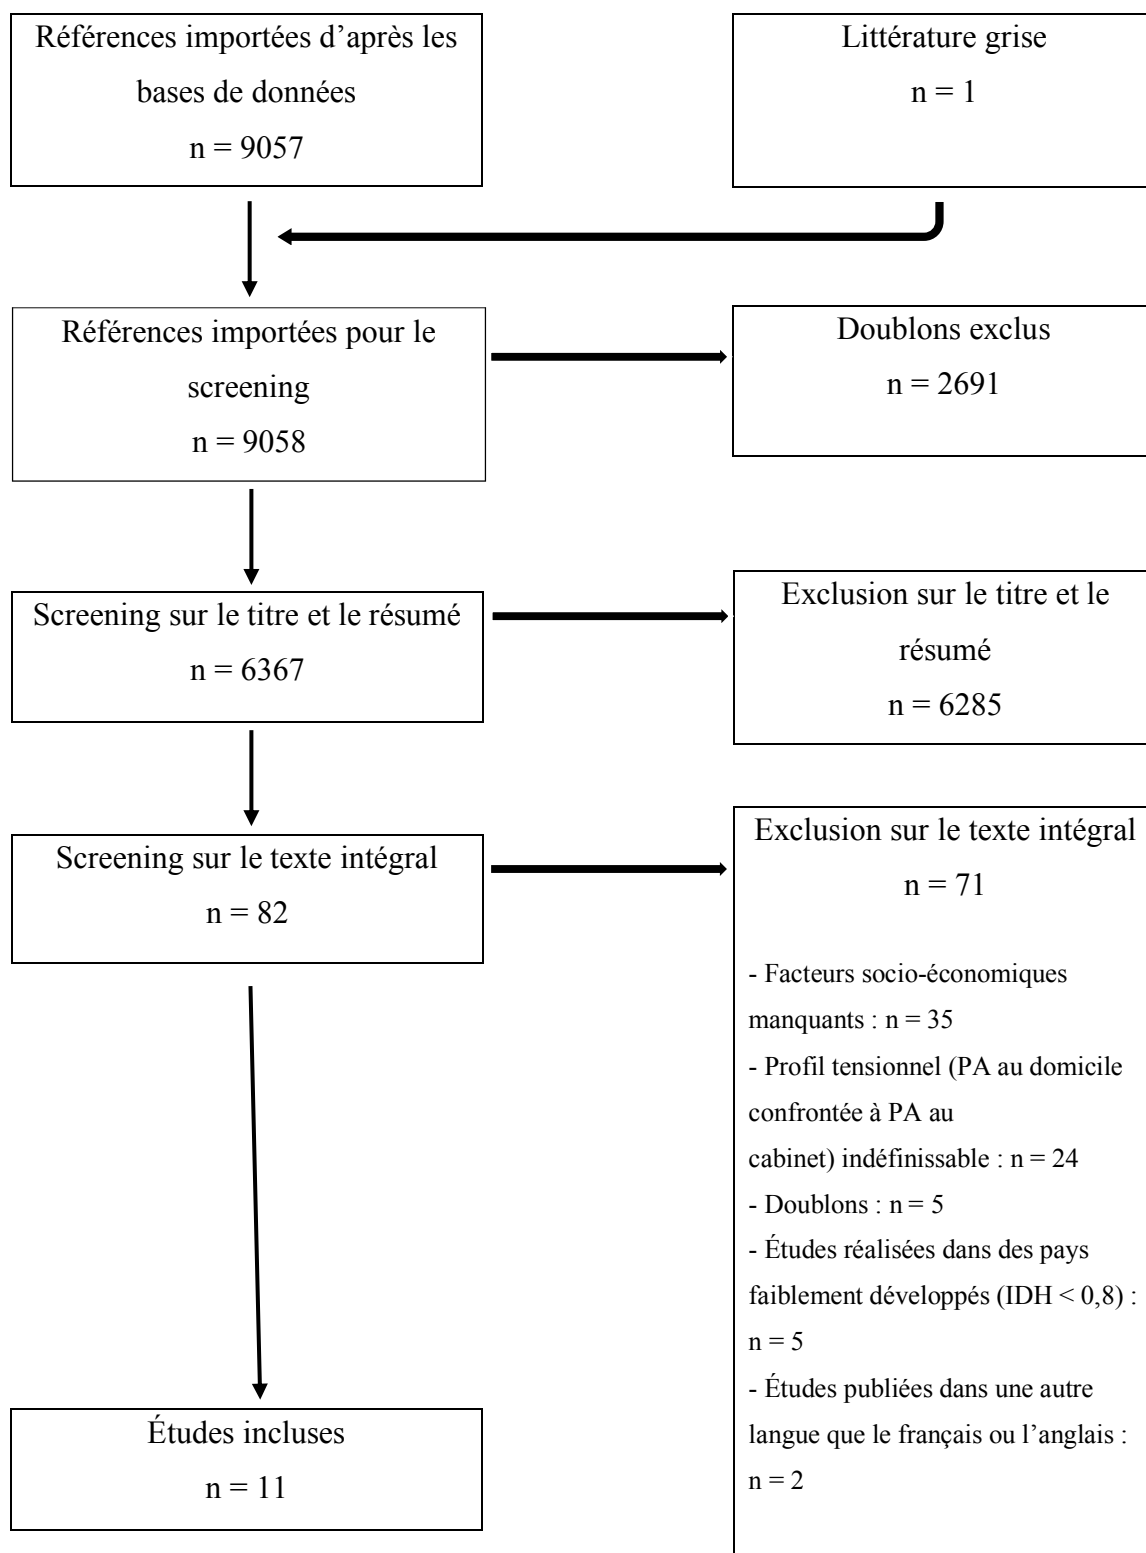 Références importées d'après les
bases de données
n = 9057
Littérature grise
n = 1
Références importées pour le
screening
n = 9058
Doublons exclus
n = 2691
Screening sur le titre et le résumé
n = 6367
Exclusion sur le titre et le
résumé
n = 6285
Screening sur le texte intégral
n = 82
Exclusion sur le texte intégral
n = 71
- Facteurs socio-économiques
manquants : n = 35
- Profil tensionnel (PA au domicile
confrontée à PA au
cabinet) indéfinissable : n = 24
- Doublons : n = 5
- Études réalisées dans des pays
faiblement développés (IDH < 0,8) :
n = 5
- Études publiées dans une autre
langue que le français ou l'anglais :
n = 2
Études incluses
n = 11